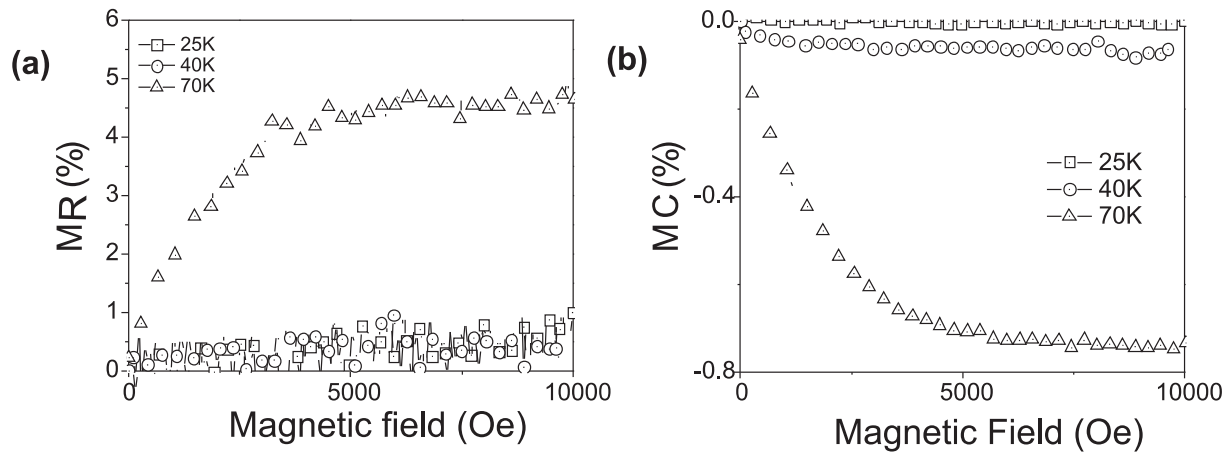 (a)
MR (%)
6
5
4
3
2
1
0
25K
40K
70K
0
5000
10000
Magnetic field (Oe)
(b)
MC (%)
0.0
-0.4
-0.8
25K
40K
70K
0
5000
10000
Magnetic Field (Oe)